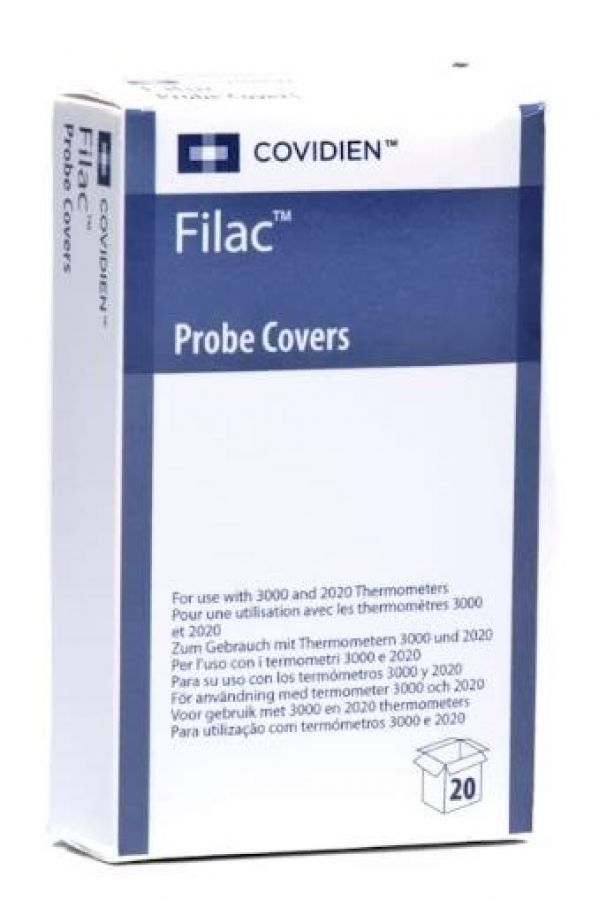 Filac
Probe Covers
COVIDIEN™
Filac™
Probe Covers
COVIDIEN™
Filac™
Probe Covers
For use with 3000 and 2020 Thermometers
Pour une utilisation avec les thermomètres 3000
et 2020
Zum Gebrauch mit Thermometern 3000 und 2020
Per l'uso con i termometri 3000 e 2020
Para su uso con los termómetros 3000 y 2020
För användning med termometer 3000 och 2020
Voor gebruik met 3000 en 2020 thermometers
Para utilização com termómetros 3000 e 2020
20